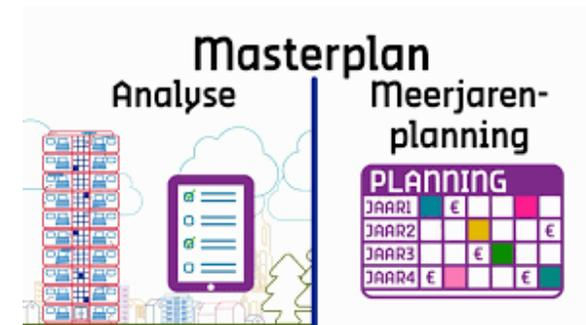 Masterplan
Analyse
Meerjaren-
planning
PLANNING
JAAR1 €
JAAR2 €
JAAR3 €
JAAR4 € €